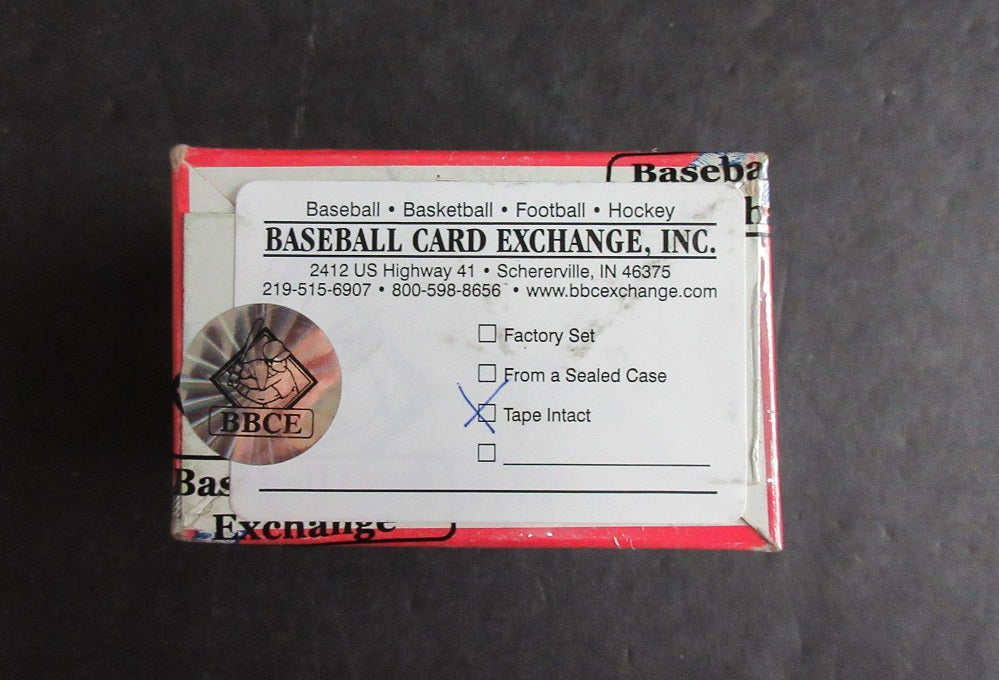 Baseba
h
Baseball • Basketball • Football • Hockey
BASEBALL CARD EXCHANGE, INC.
2412 US Highway 41 • Schererville, IN 46375
219-515-6907 • 800-598-8656 • www.bbcexchange.com
Factory Set
From a Sealed Case
Tape Intact
BBCE
Bas
Exchange